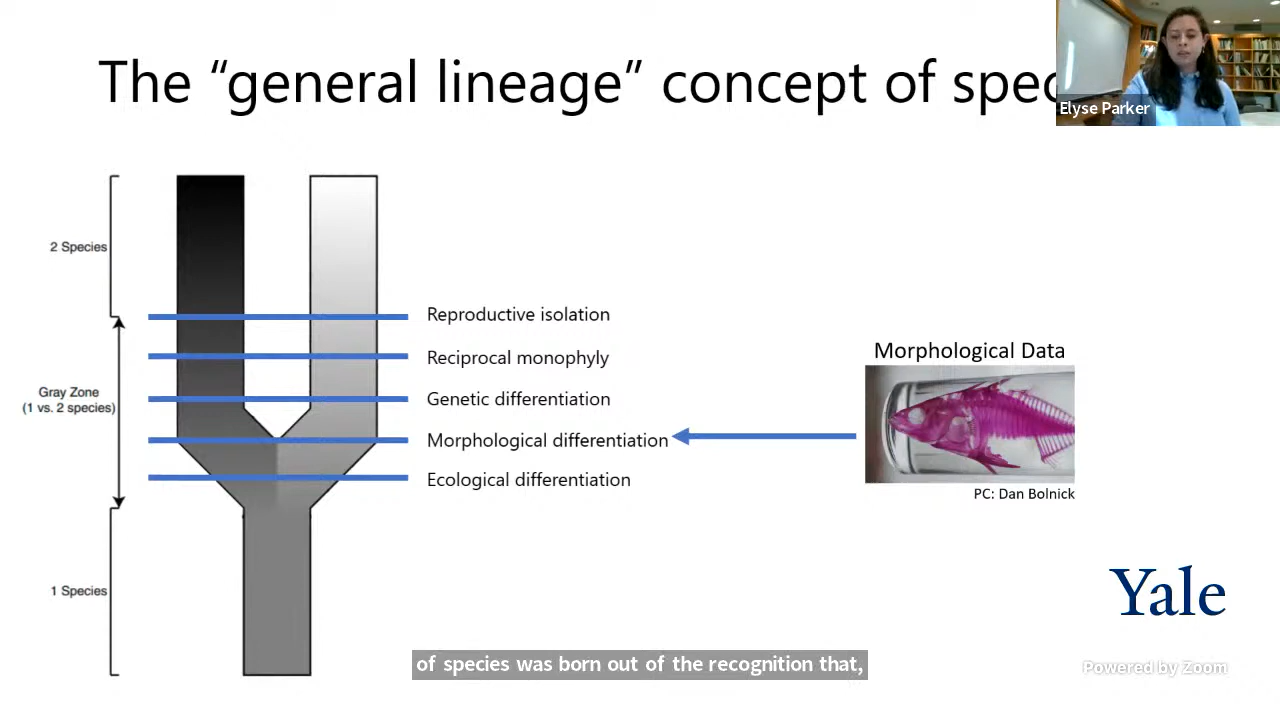 The “general lineage” concept of spec
Elyse Parker
2 Species
Reproductive isolation
Reciprocal monophyly
Gray Zone
(1 vs. 2 species)
Genetic differentiation
Morphological differentiation
Ecological differentiation
Morphological Data
PC: Dan Bolnick
1 Species
Yale
of species was born out of the recognition that,
Powered by Zoom